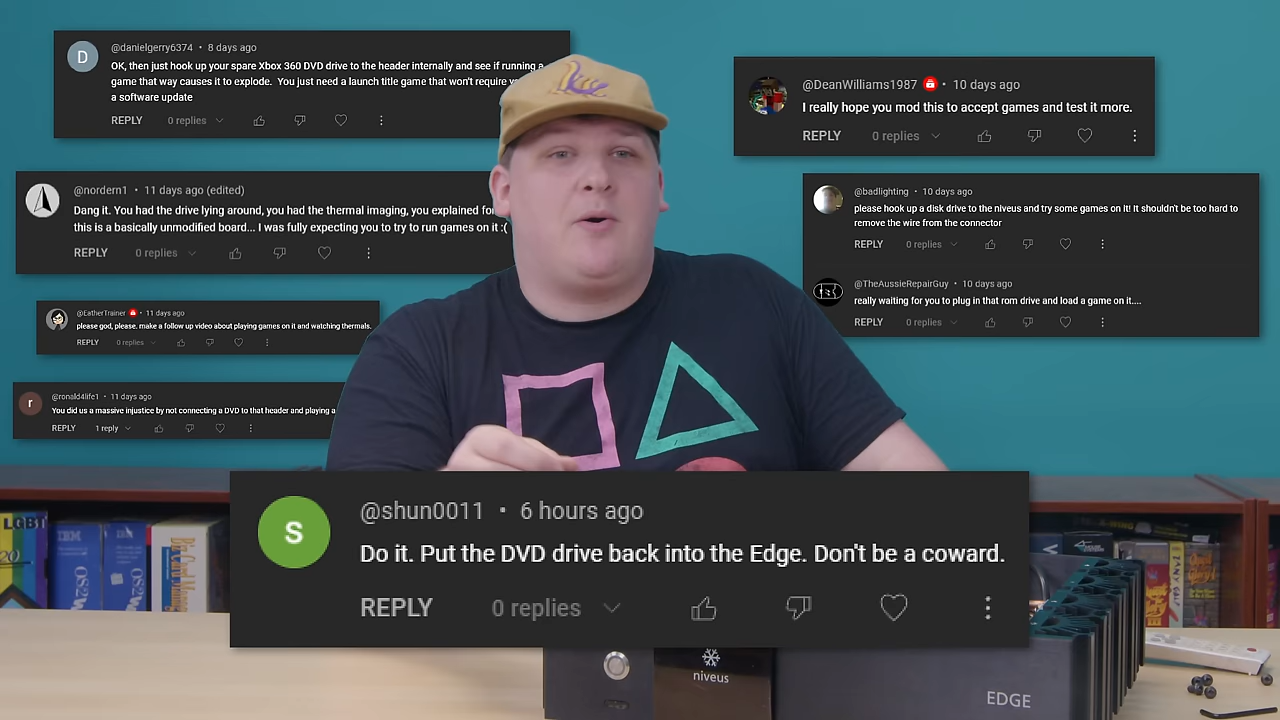 @danielgerry6374 • 8 days ago
OK, then just hook up your spare Xbox 360 DVD drive to the header internally and see if running a
game that way causes it to explode. You just need a launch title game that won't require
a software update
REPLY 0 replies
@nordern1 • 11 days ago (edited)
Dang it. You had the drive lying around, you had the thermal imaging, you explained
this is a basically unmodified board... I was fully expecting you to try to run games on it :(
REPLY 0 replies
@EatherTrainer • 11 days ago
please god, please. make a follow up video about playing games on it and watching thermals.
REPLY 0 replies
@ronald4life1 • 11 days ago
You did us a massive injustice by not connecting a DVD to that header and playing a
REPLY 1 reply
@DeanWilliams1987 • 10 days ago
I really hope you mod this to accept games and test it more.
REPLY 0 replies
@badlighting • 10 days ago
please hook up a disk drive to the niveus and try some games on it! It shouldn't be too hard to
remove the wire from the connector
REPLY 0 replies
@TheAussieRepairGuy • 10 days ago
really waiting for you to plug in that rom drive and load a game on it....
REPLY 0 replies
D
r
S
@shun0011 • 6 hours ago
Do it. Put the DVD drive back into the Edge. Don't be a coward.
REPLY 0 replies
LGBT
IBM
OS/2
niveus
EDGE